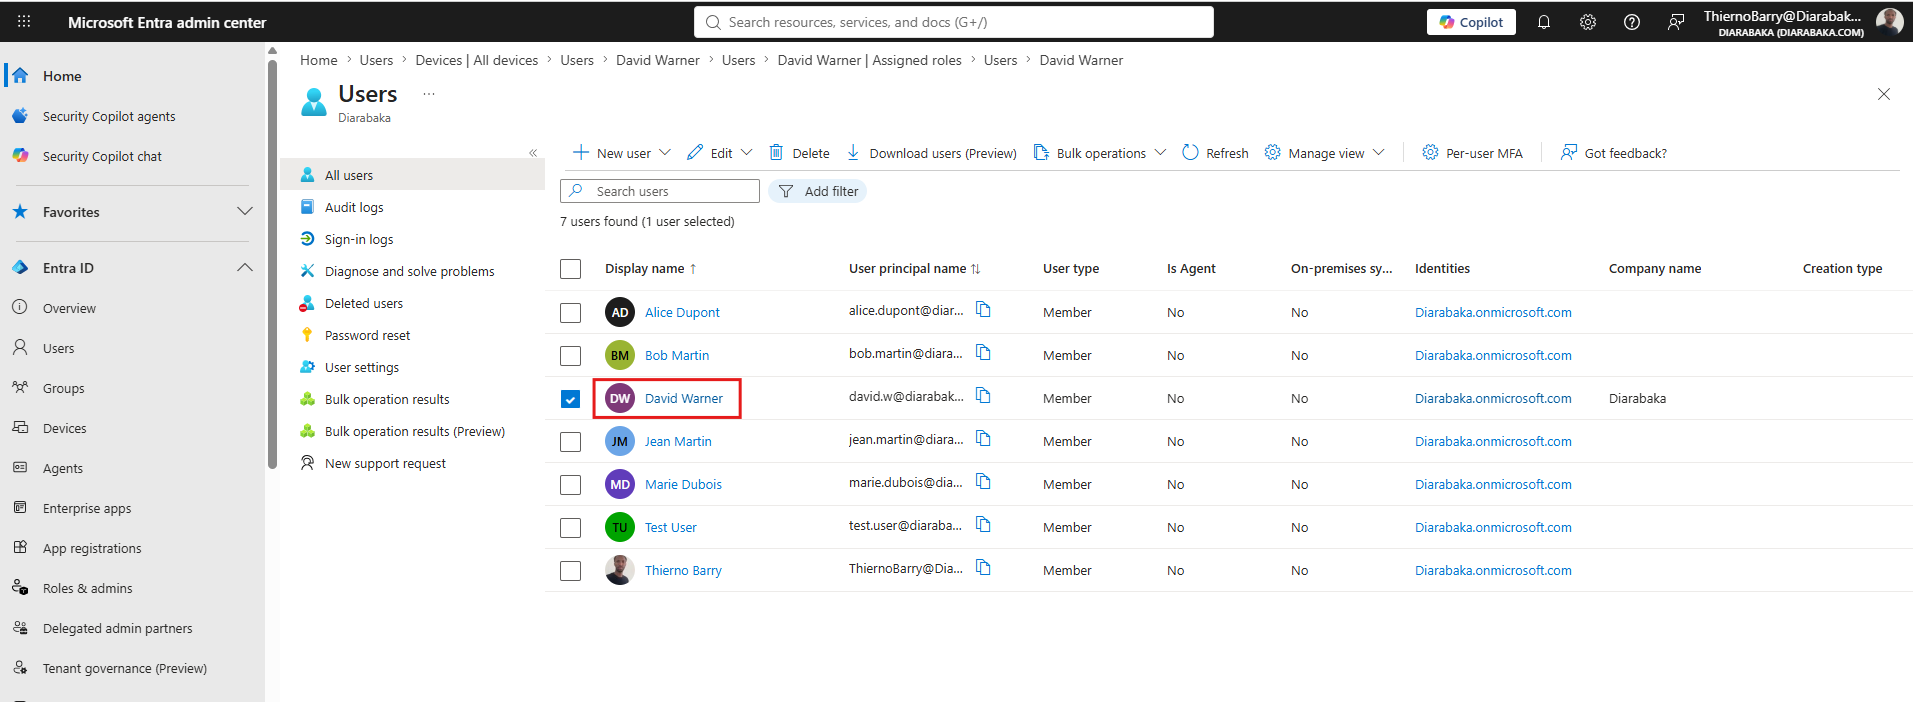 Microsoft Entra admin center
Search resources, services, and docs (G+/)
Copilot
ThiernoBarry@Diarabak...
DIARABAKA (DIARABAKA.COM)
Home
Security Copilot agents
Security Copilot chat
Favorites
Entra ID
Overview
Users
Groups
Devices
Agents
Enterprise apps
App registrations
Roles & admins
Delegated admin partners
Tenant governance (Preview)
Home > Users > Devices | All devices > Users > David Warner > Users > David Warner | Assigned roles > Users > David Warner
Users ...
Diarabaka
All users
Audit logs
Sign-in logs
Diagnose and solve problems
Deleted users
Password reset
User settings
Bulk operation results
Bulk operation results (Preview)
New support request
New user Edit Delete Download users (Preview) Bulk operations Refresh Manage view Per-user MFA Got feedback?
Search users Add filter
7 users found (1 user selected)
Display name ↑ User principal name ↑↓ User type Is Agent On-premises sy... Identities Company name Creation type
AD Alice Dupont alice.dupont@diar... Member No No Diarabaka.onmicrosoft.com
BM Bob Martin bob.martin@diara... Member No No Diarabaka.onmicrosoft.com
DW David Warner david.w@diarabak... Member No No Diarabaka.onmicrosoft.com Diarabaka
JM Jean Martin jean.martin@diara... Member No No Diarabaka.onmicrosoft.com
MD Marie Dubois marie.dubois@dia... Member No No Diarabaka.onmicrosoft.com
TU Test User test.user@diaraba... Member No No Diarabaka.onmicrosoft.com
Thierno Barry ThiernoBarry@Dia... Member No No Diarabaka.onmicrosoft.com